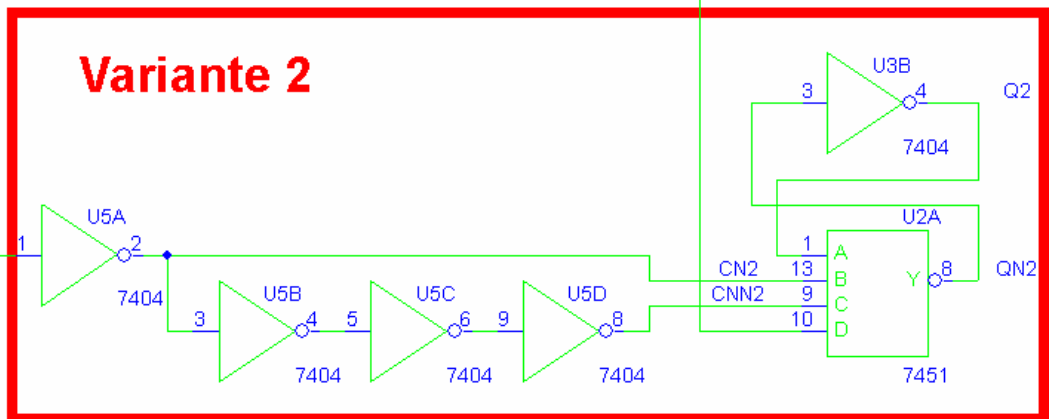 Variante 2
U3B
3 4 Q2
7404
U5A
1 2
7404
U2A
1 A
CN2 13 B Y 8 QN2
CNN2 9 C
10 D
7451
U5B U5C U5D
3 4 5 6 9 8
7404 7404 7404